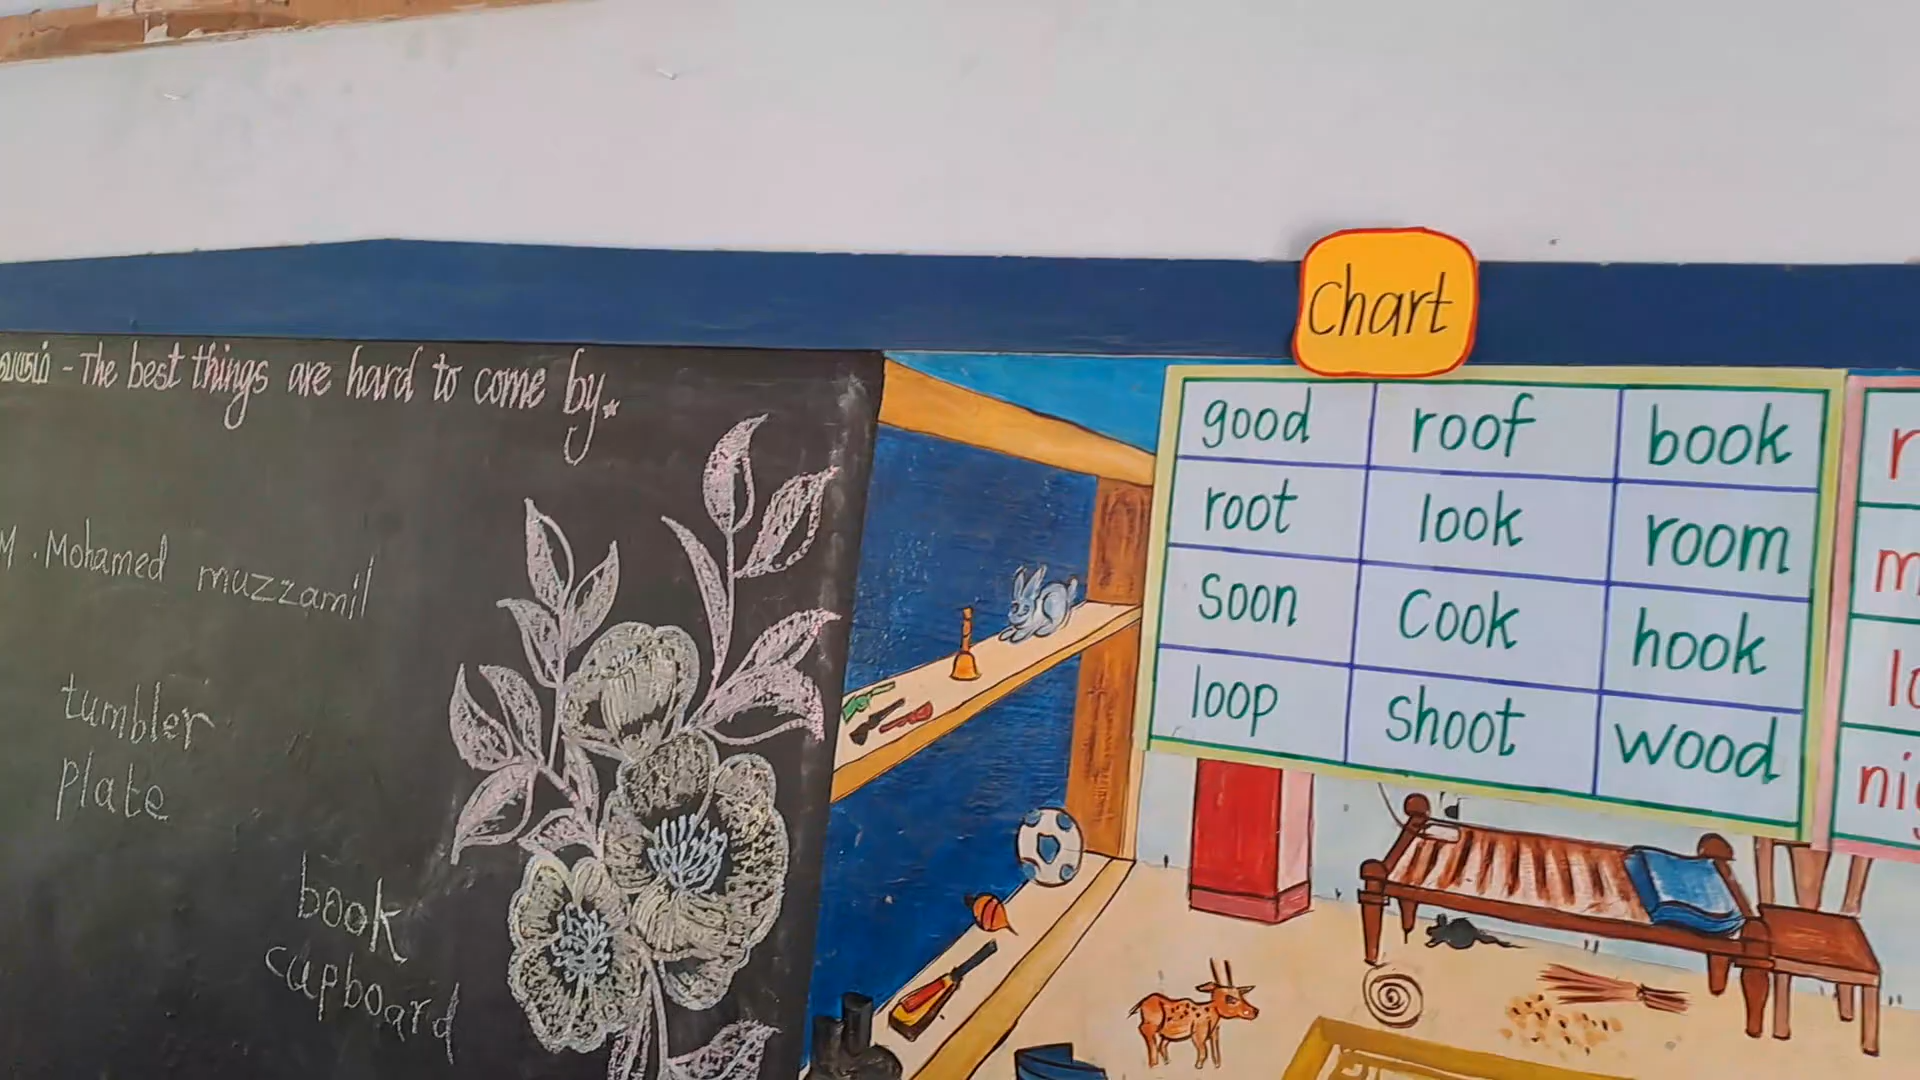 வரும் - The best things are hard to come by.
M. Mohamed muzzamil
tumbler
plate
book
cupboard
Chart
good roof book
root look room
soon cook hook
loop shoot wood